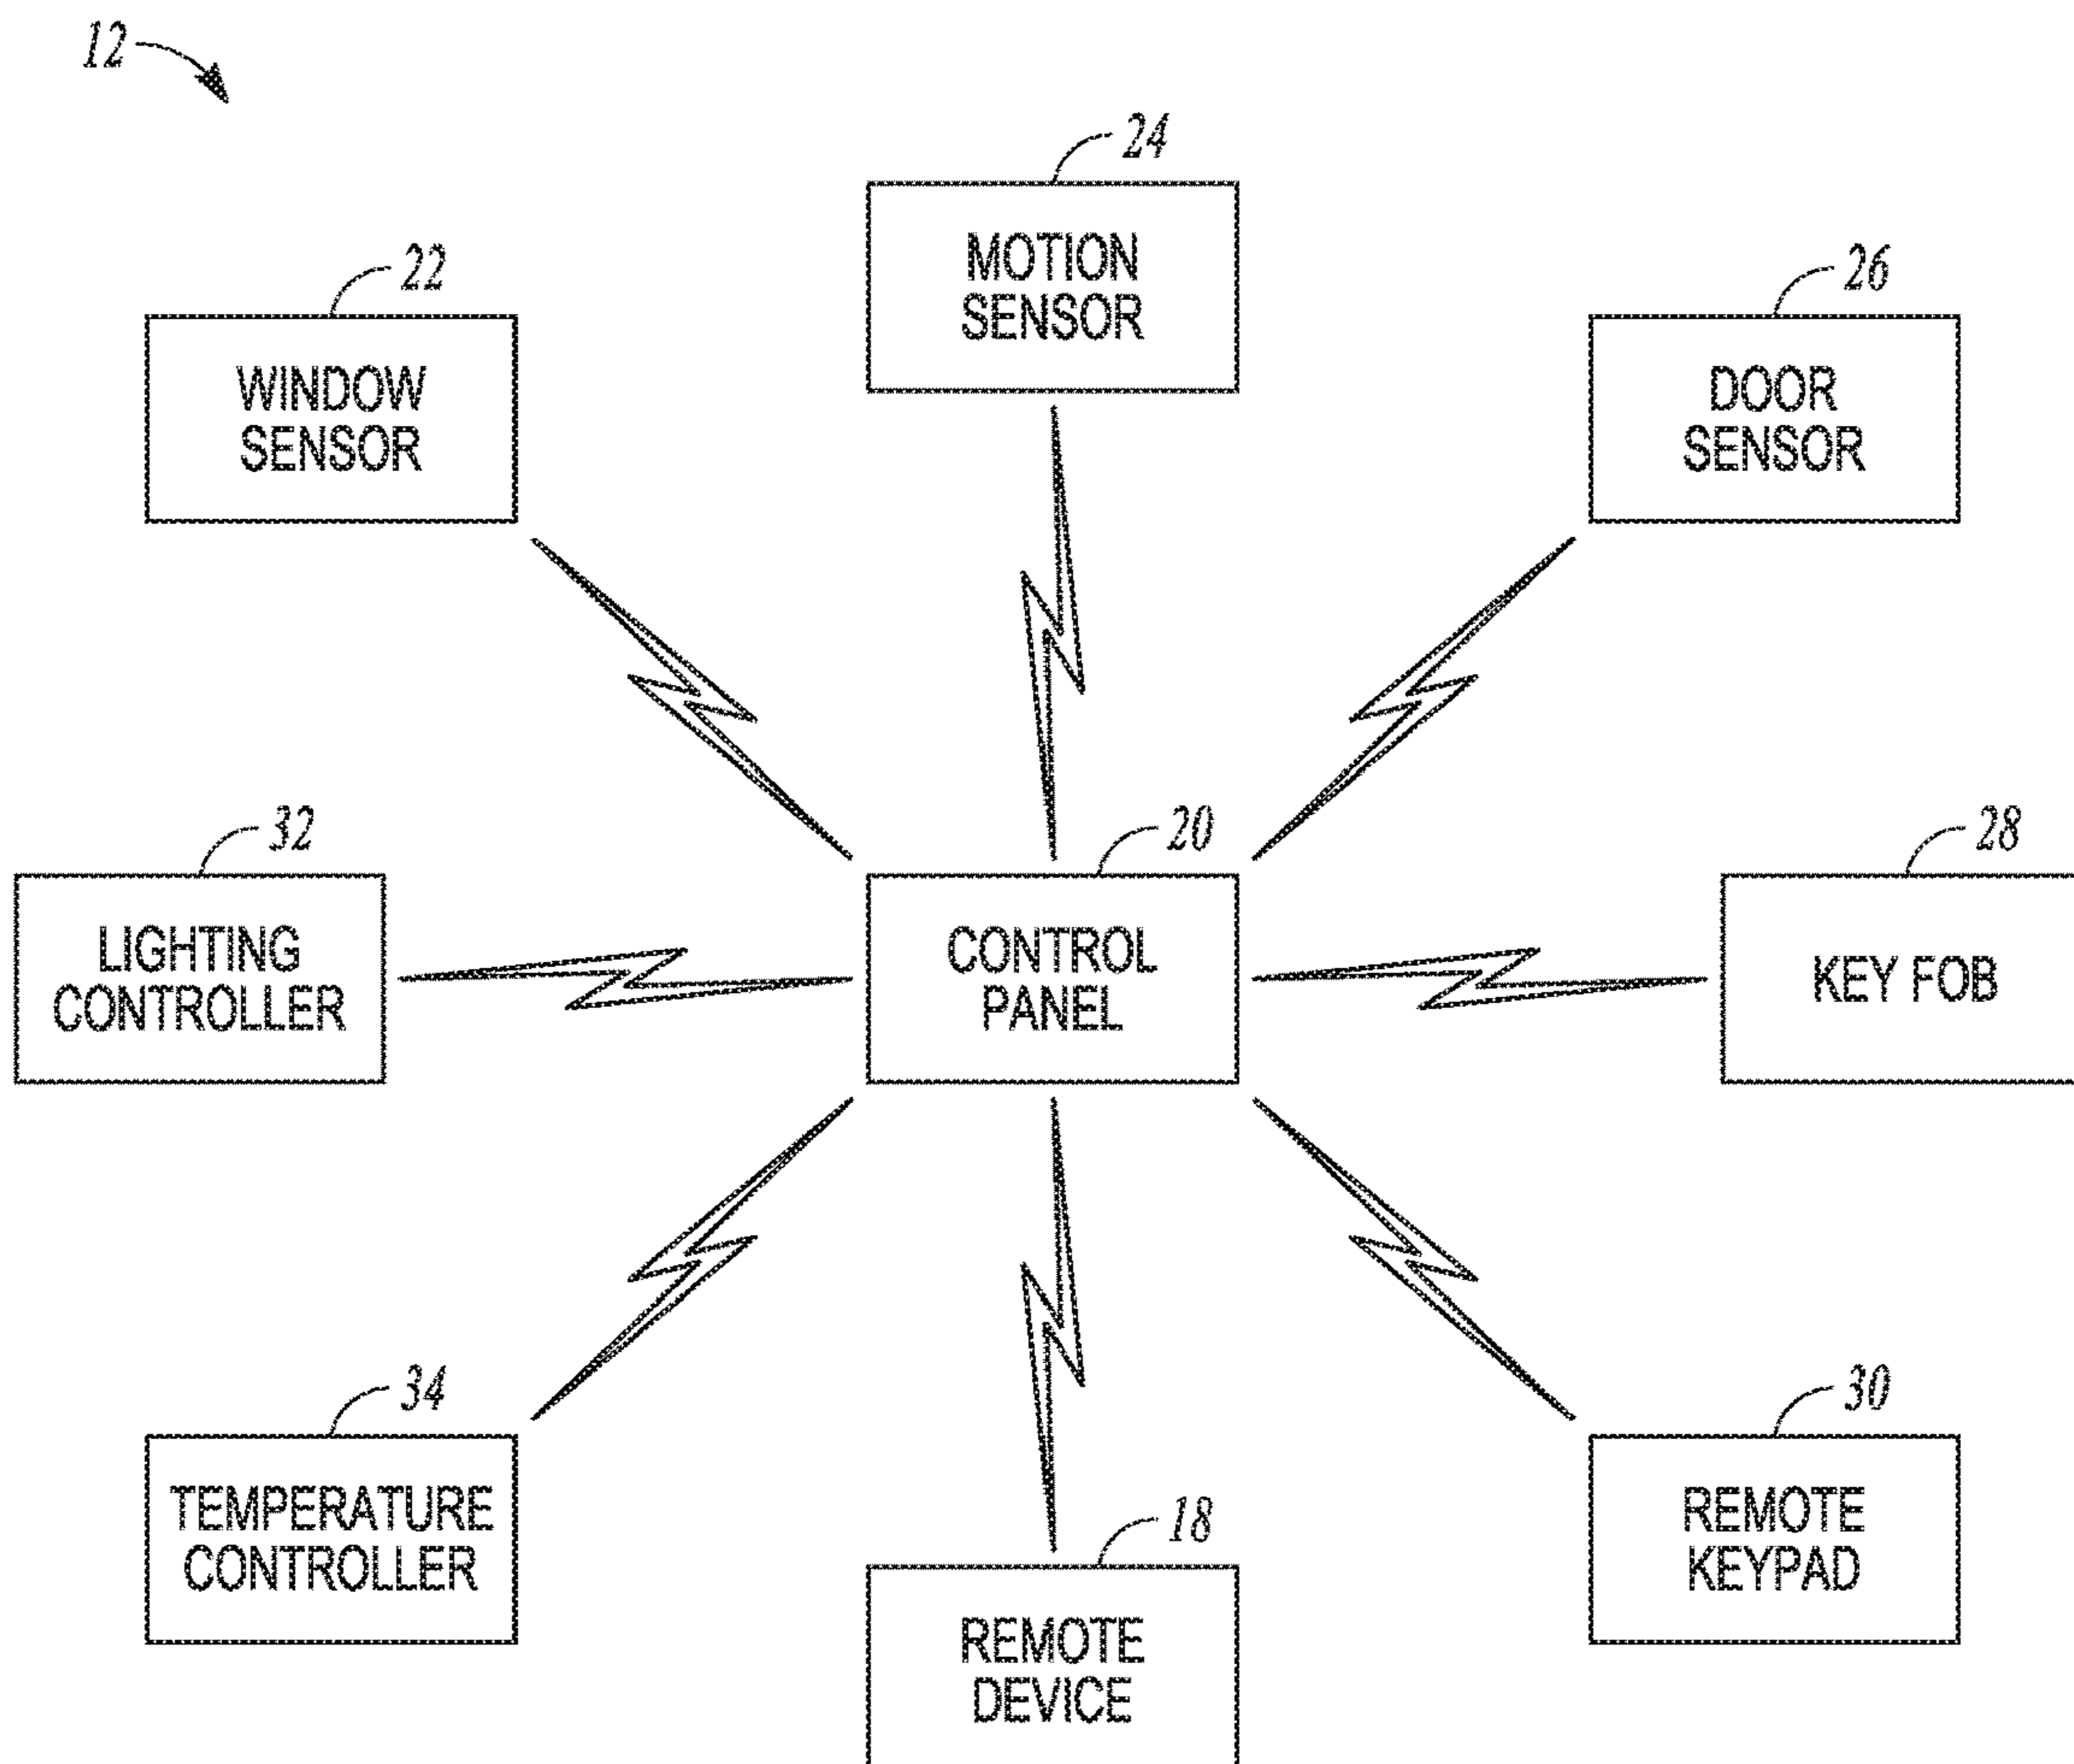 12
24
MOTION
SENSOR
22
WINDOW
SENSOR
26
DOOR
SENSOR
32
LIGHTING
CONTROLLER
20
CONTROL
PANEL
28
KEY FOB
34
TEMPERATURE
CONTROLLER
18
REMOTE
DEVICE
30
REMOTE
KEYPAD